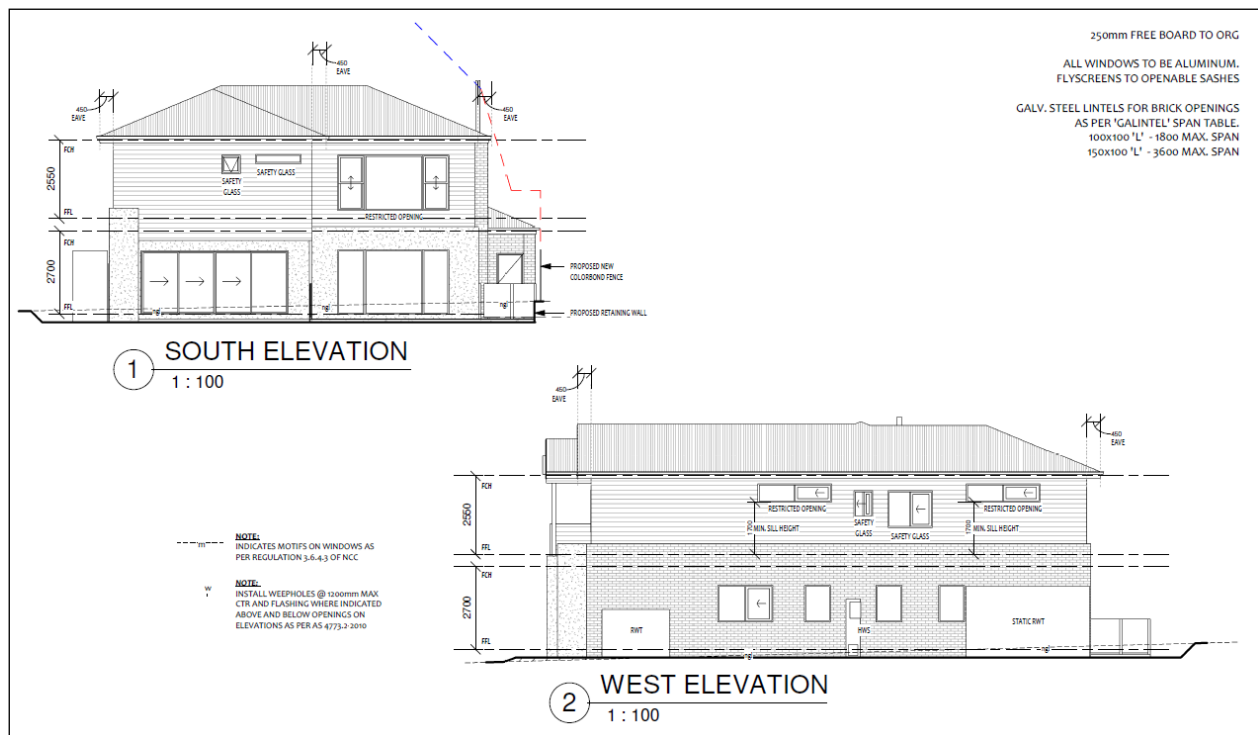 250mm FREE BOARD TO ORG
ALL WINDOWS TO BE ALUMINUM.
FLYSCREENS TO OPENABLE SASHES
GALV. STEEL LINTELS FOR BRICK OPENINGS
AS PER 'GALINTEL' SPAN TABLE.
100x100 'L' - 1800 MAX. SPAN
150x100 'L' - 3600 MAX. SPAN
450
EAVE
450
EAVE
450
EAVE
FCH
2550
FFL
FCH
2700
FFL
SAFETY
GLASS
SAFETY GLASS
RESTRICTED OPENING
PROPOSED NEW
COLORBOND FENCE
PROPOSED RETAINING WALL
ngl
ngl
ngl
1
SOUTH ELEVATION
1 : 100
450
EAVE
450
EAVE
FCH
2550
FFL
FCH
2700
FFL
RESTRICTED OPENING
1700
MIN. SILL HEIGHT
SAFETY
GLASS
SAFETY GLASS
RESTRICTED OPENING
1700
MIN. SILL HEIGHT
RWT
HWS
STATIC RWT
ngl
ngl
2
WEST ELEVATION
1 : 100
m
NOTE:
INDICATES MOTIFS ON WINDOWS AS
PER REGULATION 3.6.4.3 OF NCC
w
NOTE:
INSTALL WEEPHOLES @ 1200mm MAX
CTR AND FLASHING WHERE INDICATED
ABOVE AND BELOW OPENINGS ON
ELEVATIONS AS PER AS 4773.2-2010